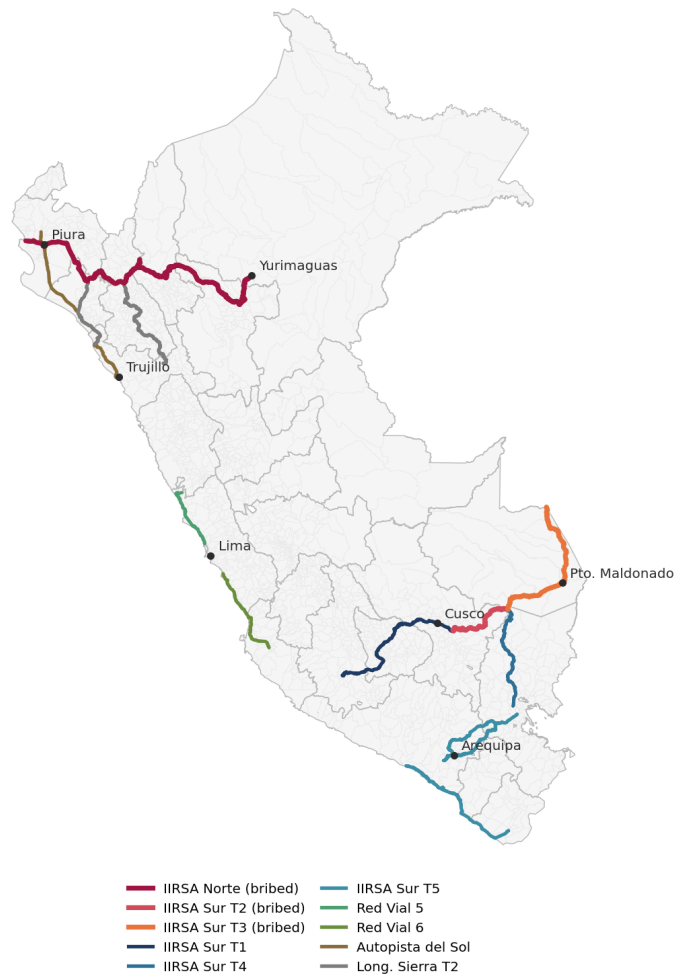 Piura
Yurimaguas
Trujillo
Lima
Pto. Maldonado
Cusco
Arequipa
IIRSA Norte (bribed)
IIRSA Sur T2 (bribed)
IIRSA Sur T3 (bribed)
IIRSA Sur T1
IIRSA Sur T4
IIRSA Sur T5
Red Vial 5
Red Vial 6
Autopista del Sol
Long. Sierra T2